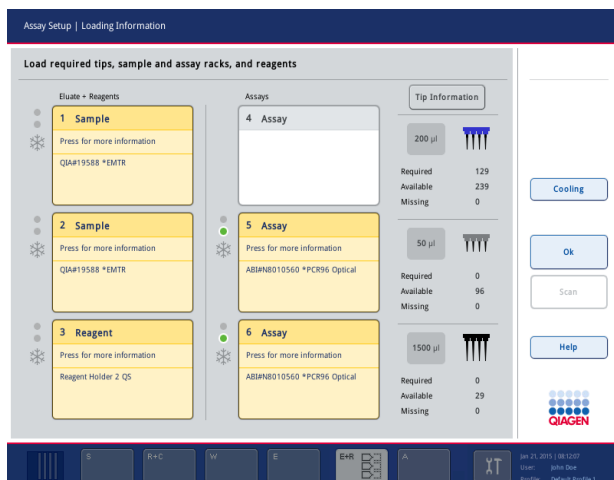 Assay Setup | Loading Information
Load required tips, sample and assay racks, and reagents
Eluate + Reagents
Assays
Tip Information
1 Sample
Press for more information
QIA#19588 *EMTR
4 Assay
200 µl
Required 129
Available 239
Missing 0
Cooling
2 Sample
Press for more information
QIA#19588 *EMTR
5 Assay
Press for more information
ABI#N8010560 *PCR96 Optical
50 µl
Required 0
Available 96
Missing 0
Ok
Scan
3 Reagent
Press for more information
Reagent Holder 2 QS
6 Assay
Press for more information
ABI#N8010560 *PCR96 Optical
1500 µl
Required 0
Available 29
Missing 0
Help
QIAGEN
S
R+C
W
E
E+R
A
Jan 21, 2015 | 08:12:07
User: John Doe
Profile Default Profile 1